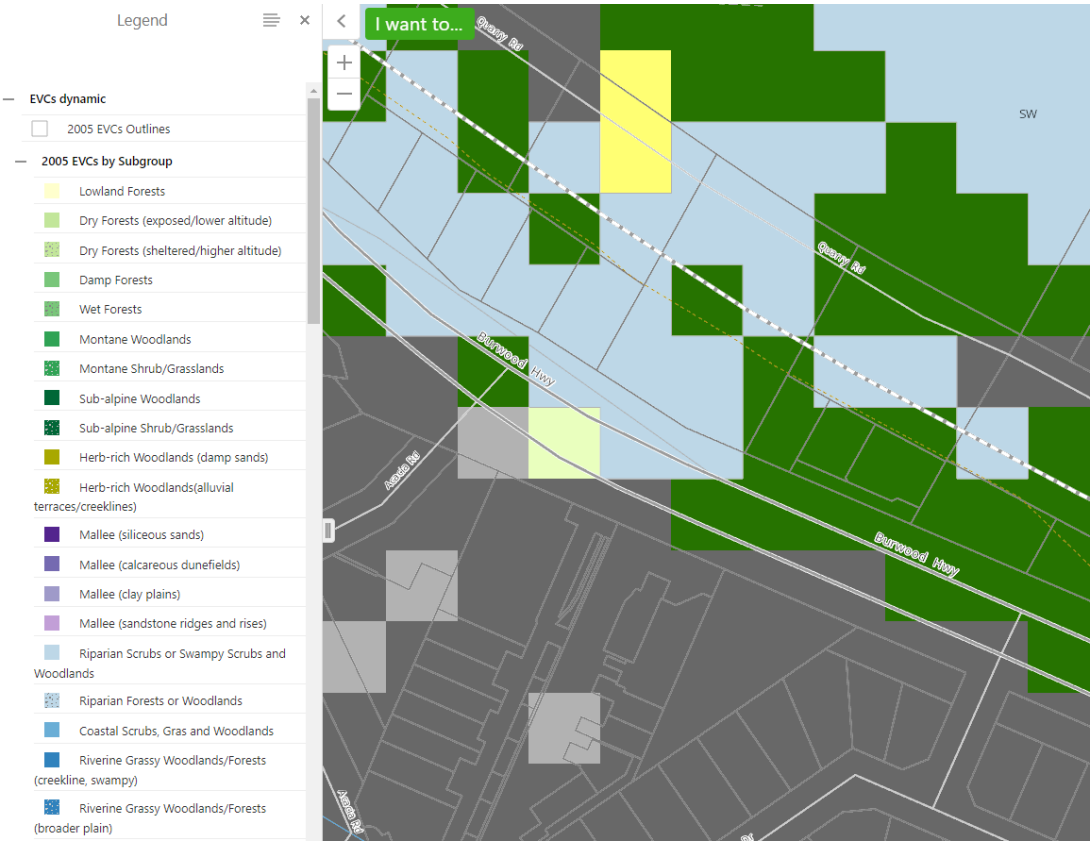 Legend
I want to...
EVCs dynamic
2005 EVCs Outlines
2005 EVCs by Subgroup
Lowland Forests
Dry Forests (exposed/lower altitude)
Dry Forests (sheltered/higher altitude)
Damp Forests
Wet Forests
Montane Woodlands
Montane Shrub/Grasslands
Sub-alpine Woodlands
Sub-alpine Shrub/Grasslands
Herb-rich Woodlands (damp sands)
Herb-rich Woodlands(alluvial
terraces/creeklines)
Mallee (siliceous sands)
Mallee (calcareous dunefields)
Mallee (clay plains)
Mallee (sandstone ridges and rises)
Riparian Scrubs or Swampy Scrubs and
Woodlands
Riparian Forests or Woodlands
Coastal Scrubs, Gras and Woodlands
Riverine Grassy Woodlands/Forests
(creekline, swampy)
Riverine Grassy Woodlands/Forests
(broader plain)
Quarry Rd
SW
Quarry Rd
Burwood Hwy
Acacia Rd
Burwood Hwy
Acacia Rd